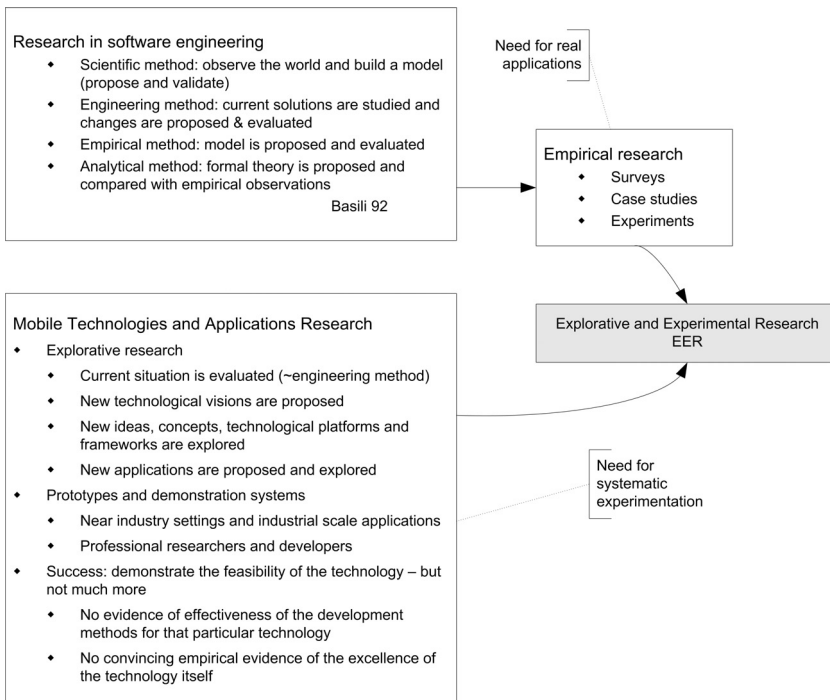 Research in software engineering
◆ Scientific method: observe the world and build a model
(propose and validate)
◆ Engineering method: current solutions are studied and
changes are proposed & evaluated
◆ Empirical method: model is proposed and evaluated
◆ Analytical method: formal theory is proposed and
compared with empirical observations
Basili 92
Need for real
applications
Empirical research
◆ Surveys
◆ Case studies
◆ Experiments
Explorative and Experimental Research
EER
Mobile Technologies and Applications Research
◆ Explorative research
◆ Current situation is evaluated (~engineering method)
◆ New technological visions are proposed
◆ New ideas, concepts, technological platforms and
frameworks are explored
◆ New applications are proposed and explored
◆ Prototypes and demonstration systems
◆ Near industry settings and industrial scale applications
◆ Professional researchers and developers
◆ Success: demonstrate the feasibility of the technology – but
not much more
◆ No evidence of effectiveness of the development
methods for that particular technology
◆ No convincing empirical evidence of the excellence of
the technology itself
Need for
systematic
experimentation